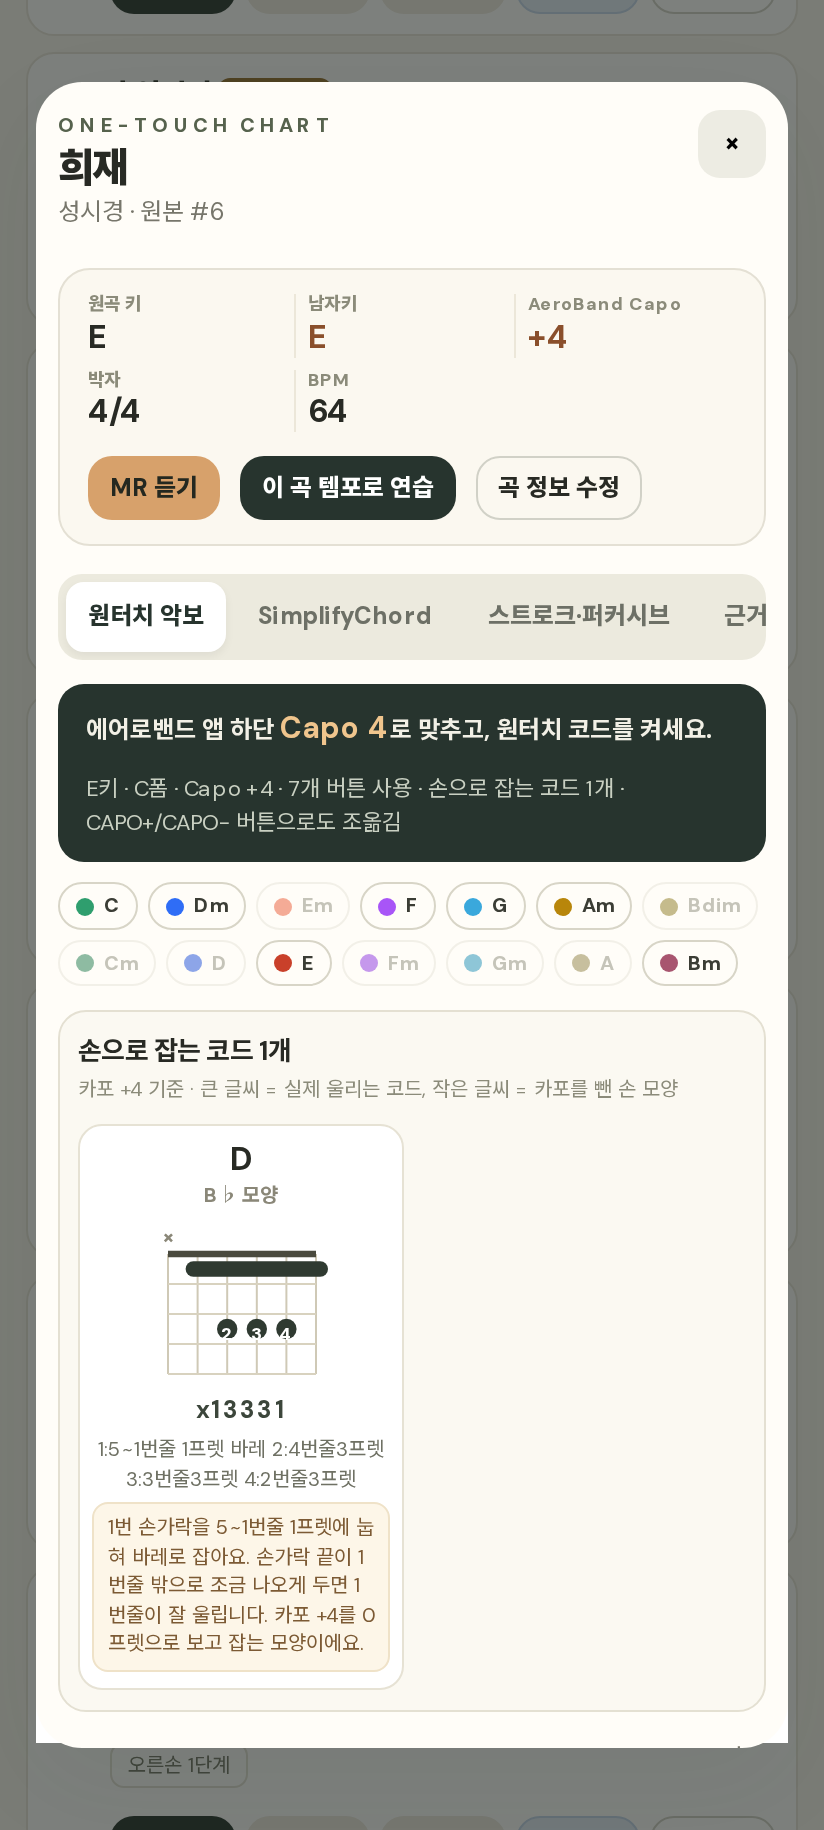 ONE-TOUCH CHART
희재
×
성시경 · 원본 #6
원곡 키
남자키
AeroBand Capo
E
E
+4
박자
BPM
4/4
64
MR 듣기
이 곡 템포로 연습
곡 정보 수정
원터치 악보
SimplifyChord
스트로크·퍼커시브
근거
에어로밴드 앱 하단 Capo 4로 맞추고, 원터치 코드를 켜세요.
E키 · C폼 · Capo +4 · 7개 버튼 사용 · 손으로 잡는 코드 1개 ·
CAPO+/CAPO- 버튼으로도 조옮김
C Dm Em F G Am Bdim
Cm D E Fm Gm A Bm
손으로 잡는 코드 1개
카포 +4 기준 · 큰 글씨 = 실제 울리는 코드, 작은 글씨 = 카포를 뺀 손 모양
D
B♭ 모양
×
2 3 4
x13331
1:5~1번줄 1프렛 바레 2:4번줄3프렛
3:3번줄3프렛 4:2번줄3프렛
1번 손가락을 5~1번줄 1프렛에 눕
혀 바레로 잡아요. 손가락 끝이 1
번줄 밖으로 조금 나오게 두면 1
번줄이 잘 울립니다. 카포 +4를 0
프렛으로 보고 잡는 모양이에요.
오른손 1단계